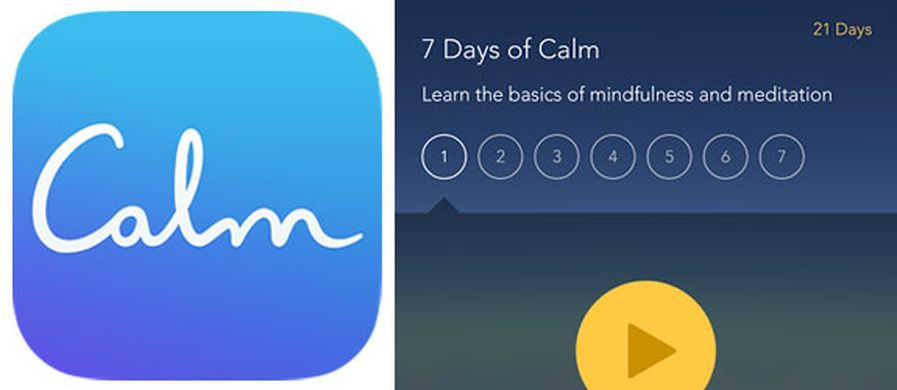 Calm
21 Days
7 Days of Calm
Learn the basics of mindfulness and meditation
1 2 3 4 5 6 7